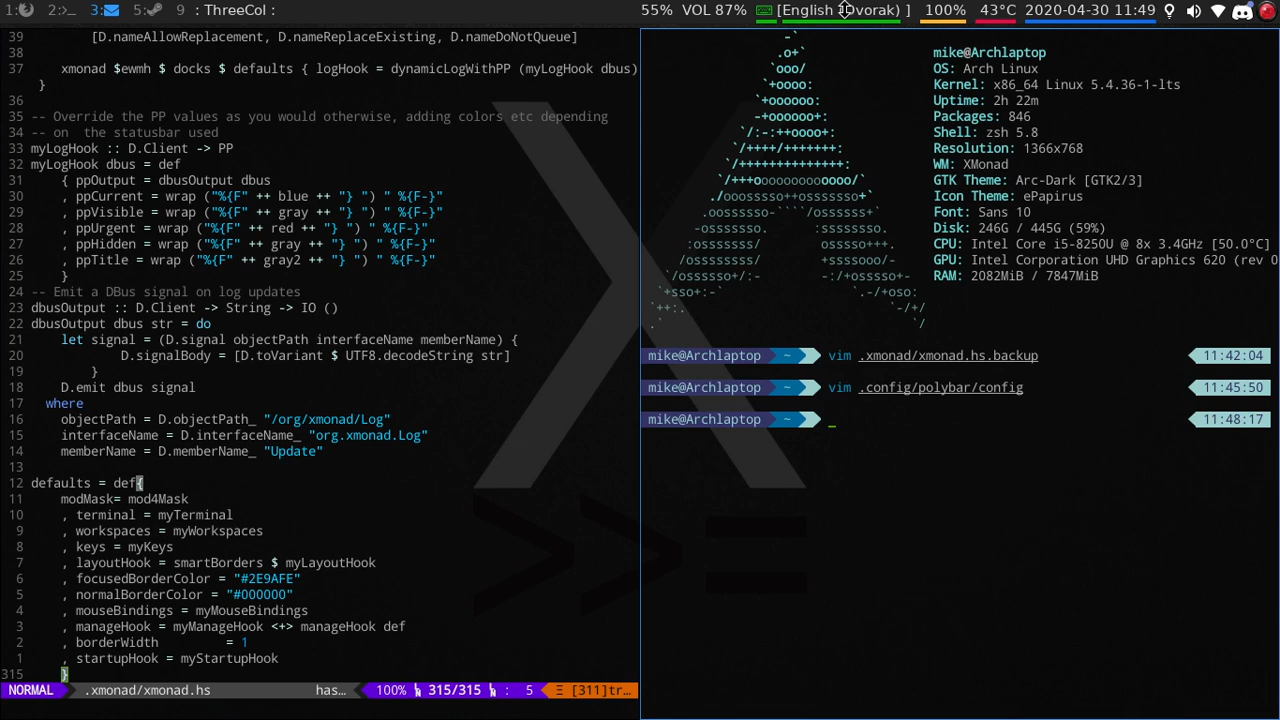 1: 2: 3: 5: 9 : ThreeCol : 55% VOL 87% [English (Dvorak) ] 100% 43°C 2020-04-30 11:49
39 [D.nameAllowReplacement, D.nameReplaceExisting, D.nameDoNotQueue]
38
37 xmonad $ewmh $ docks $ defaults { logHook = dynamicLogWithPP (myLogHook dbus)
}
36
35 -- Override the PP values as you would otherwise, adding colors etc depending
34 -- on  the statusbar used
33 myLogHook :: D.Client -> PP
32 myLogHook dbus = def
31 { ppOutput = dbusOutput dbus
30 , ppCurrent = wrap ("%{F" ++ blue ++ "} ") " %{F-}"
29 , ppVisible = wrap ("%{F" ++ gray ++ "} ") " %{F-}"
28 , ppUrgent = wrap ("%{F" ++ red ++ "} ") " %{F-}"
27 , ppHidden = wrap ("%{F" ++ gray ++ "} ") " %{F-}"
26 , ppTitle = wrap ("%{F" ++ gray2 ++ "} ") " %{F-}"
25 }
24 -- Emit a DBus signal on log updates
23 dbusOutput :: D.Client -> String -> IO ()
22 dbusOutput dbus str = do
21 let signal = (D.signal objectPath interfaceName memberName) {
20 D.signalBody = [D.toVariant $ UTF8.decodeString str]
19 }
18 D.emit dbus signal
17 where
16 objectPath = D.objectPath_ "/org/xmonad/Log"
15 interfaceName = D.interfaceName_ "org.xmonad.Log"
14 memberName = D.memberName_ "Update"
13
12 defaults = def{
11 modMask= mod4Mask
10 , terminal = myTerminal
9 , workspaces = myWorkspaces
8 , keys = myKeys
7 , layoutHook = smartBorders $ myLayoutHook
6 , focusedBorderColor = "#2E9AFE"
5 , normalBorderColor = "#000000"
4 , mouseBindings = myMouseBindings
3 , manageHook = myManageHook <+> manageHook def
2 , borderWidth = 1
1 , startupHook = myStartupHook
315 }
NORMAL .xmonad/xmonad.hs has… 100% 315/315 : 5 Ξ [311]tr…
mike@Archlaptop
OS: Arch Linux
Kernel: x86_64 Linux 5.4.36-1-lts
Uptime: 2h 22m
Packages: 846
Shell: zsh 5.8
Resolution: 1366x768
WM: XMonad
GTK Theme: Arc-Dark [GTK2/3]
Icon Theme: ePapirus
Font: Sans 10
Disk: 246G / 445G (59%)
CPU: Intel Core i5-8250U @ 8x 3.4GHz [50.0°C]
GPU: Intel Corporation UHD Graphics 620 (rev 0
RAM: 2082MiB / 7847MiB
mike@Archlaptop ~ vim .xmonad/xmonad.hs.backup 11:42:04
mike@Archlaptop ~ vim .config/polybar/config 11:45:50
mike@Archlaptop ~ _ 11:48:17